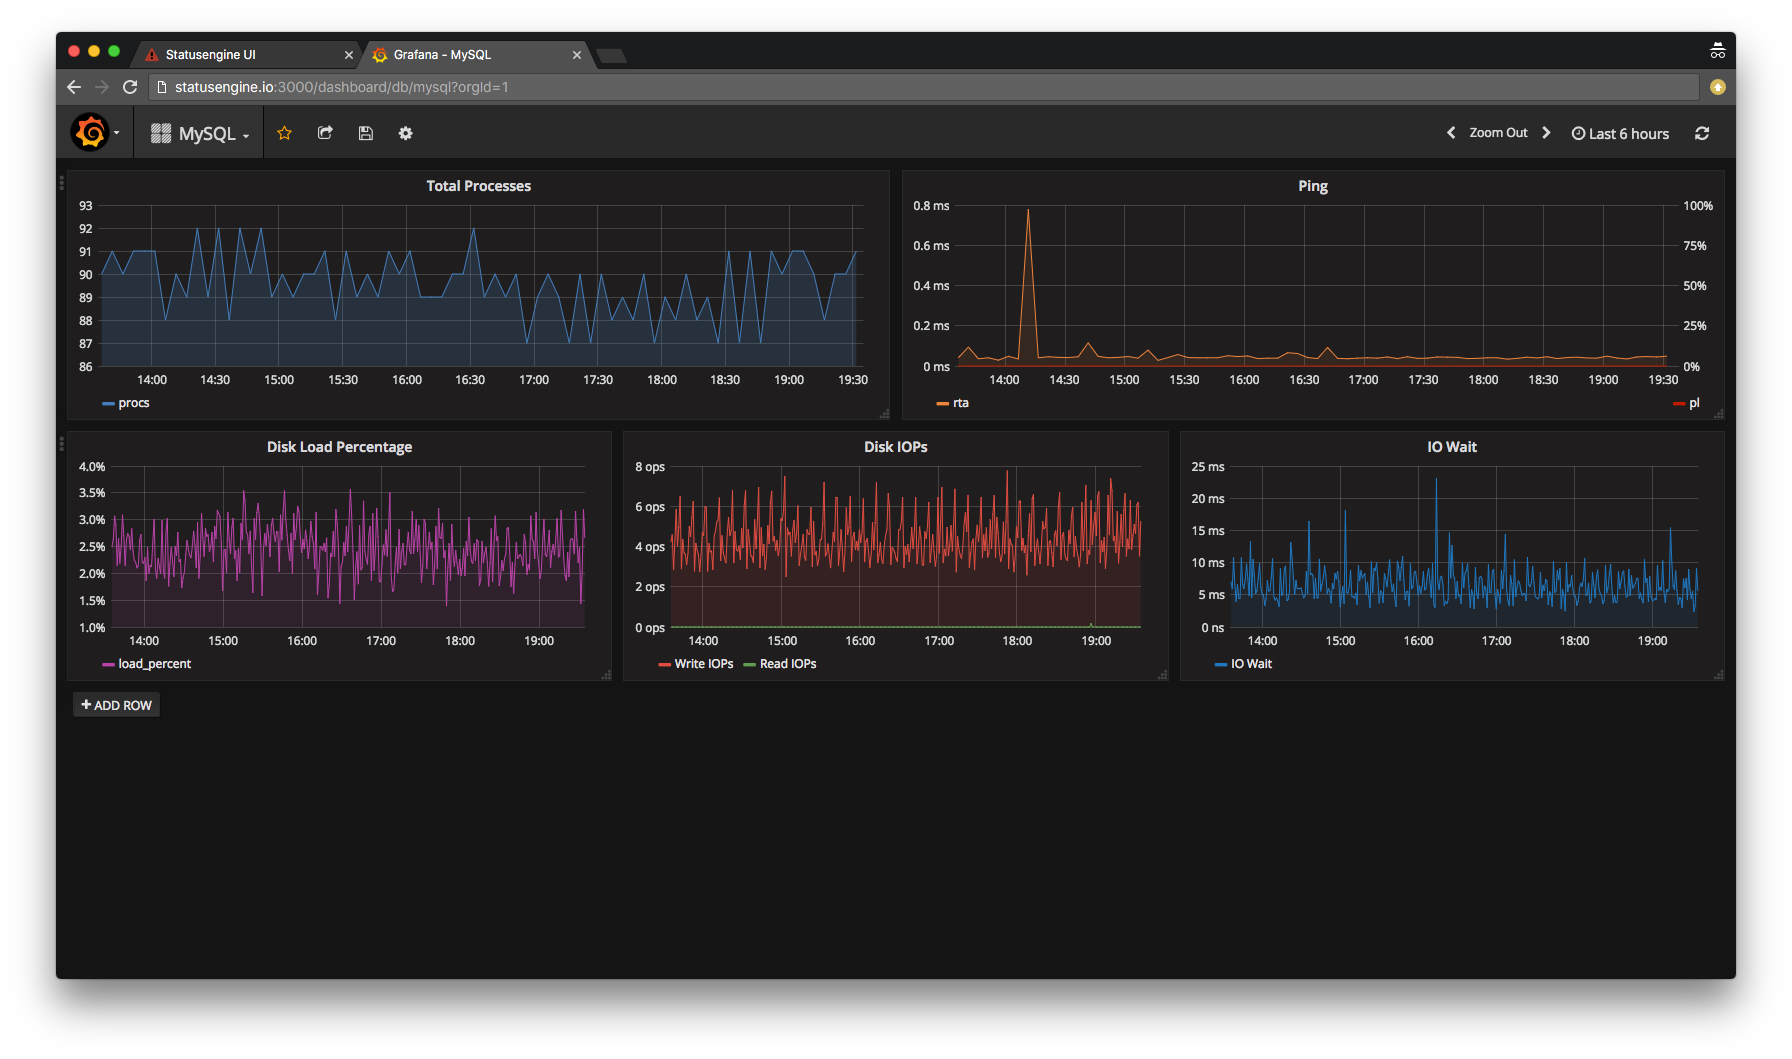 Statusengine UI
Grafana - MySQL
statusengine.io:3000/dashboard/db/mysql?orgId=1
MySQL
Zoom Out
Last 6 hours
Total Processes
93
92
91
90
89
88
87
86
14:00 14:30 15:00 15:30 16:00 16:30 17:00 17:30 18:00 18:30 19:00 19:30
procs
Ping
0.8 ms 100%
0.6 ms 75%
0.4 ms 50%
0.2 ms 25%
0 ms 0%
14:00 14:30 15:00 15:30 16:00 16:30 17:00 17:30 18:00 18:30 19:00 19:30
rta pl
Disk Load Percentage
4.0%
3.5%
3.0%
2.5%
2.0%
1.5%
1.0%
14:00 15:00 16:00 17:00 18:00 19:00
load_percent
Disk IOPs
8 ops
6 ops
4 ops
2 ops
0 ops
14:00 15:00 16:00 17:00 18:00 19:00
Write IOPs Read IOPs
IO Wait
25 ms
20 ms
15 ms
10 ms
5 ms
0 ns
14:00 15:00 16:00 17:00 18:00 19:00
IO Wait
+ ADD ROW